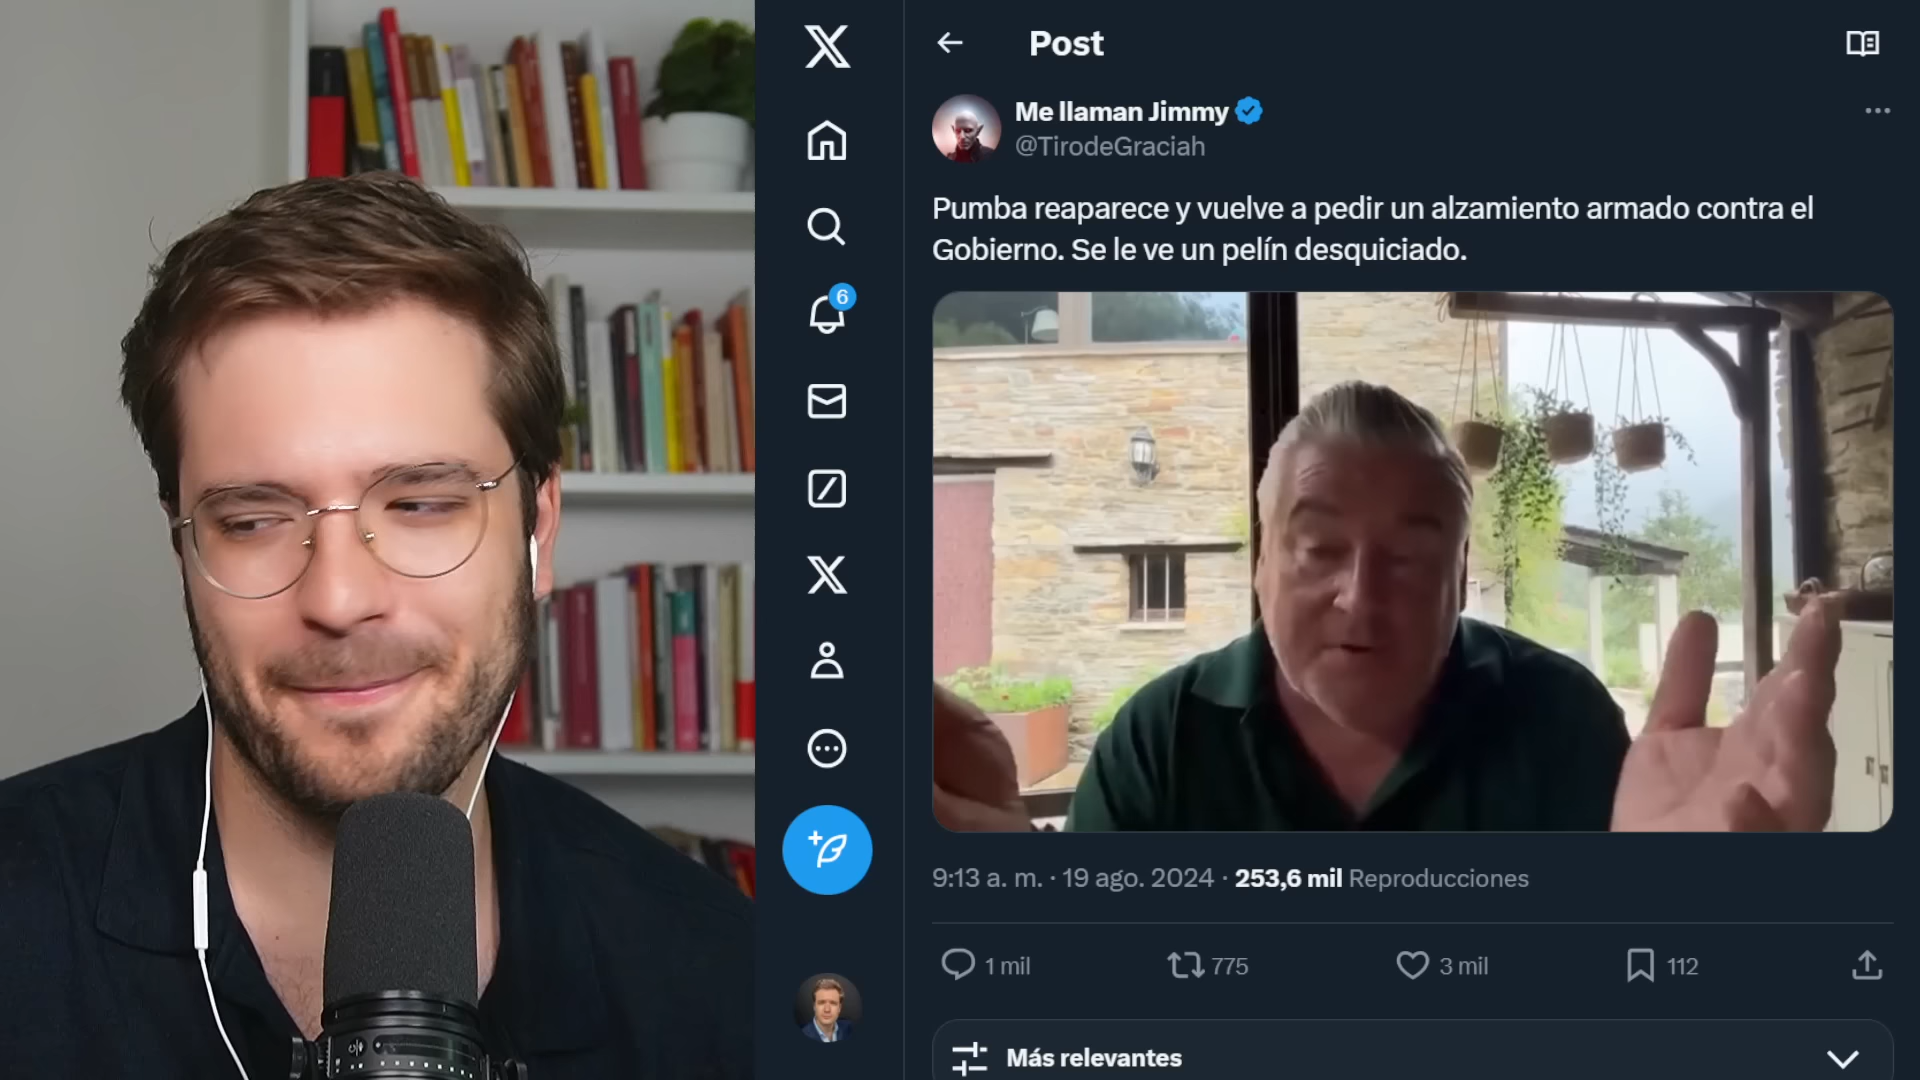 Post
Me llaman Jimmy
@TirodeGraciah
Pumba reaparece y vuelve a pedir un alzamiento armado contra el
Gobierno. Se le ve un pelín desquiciado.
6
9:13 a. m. · 19 ago. 2024 · 253,6 mil Reproducciones
1 mil
775
3 mil
112
Más relevantes